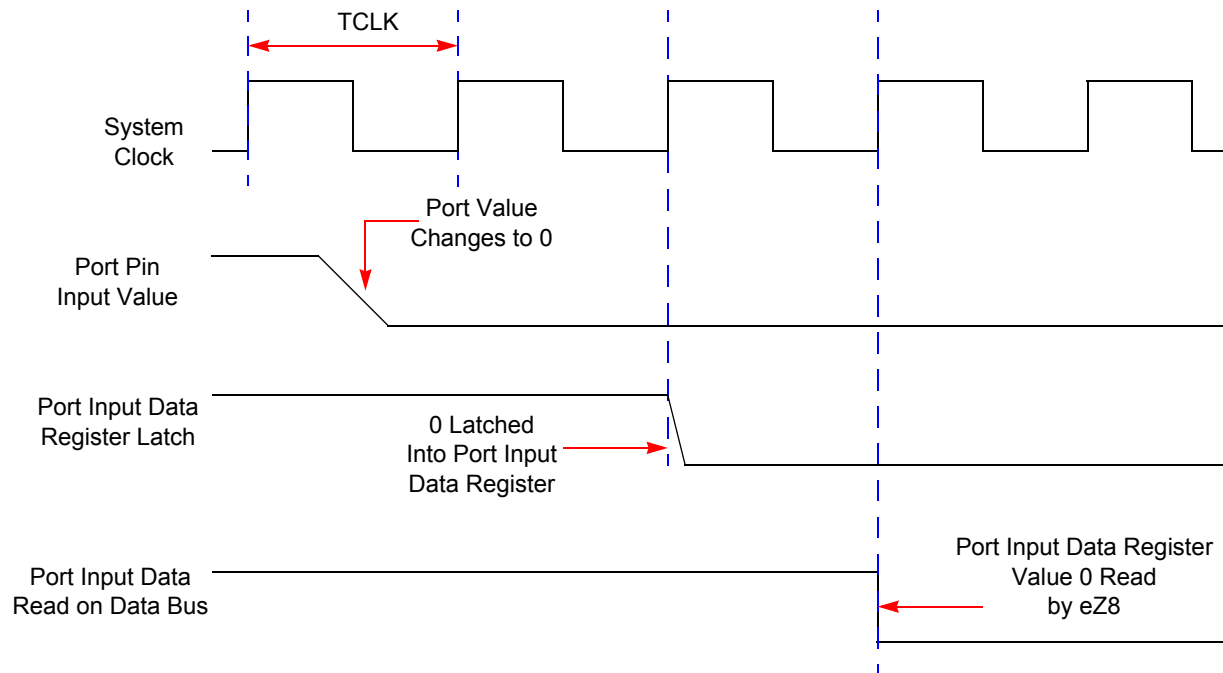 TCLK
System
Clock
Port Value
Changes to 0
Port Pin
Input Value
Port Input Data
Register Latch
0 Latched
Into Port Input
Data Register
Port Input Data Register
Value 0 Read
by eZ8
Port Input Data
Read on Data Bus